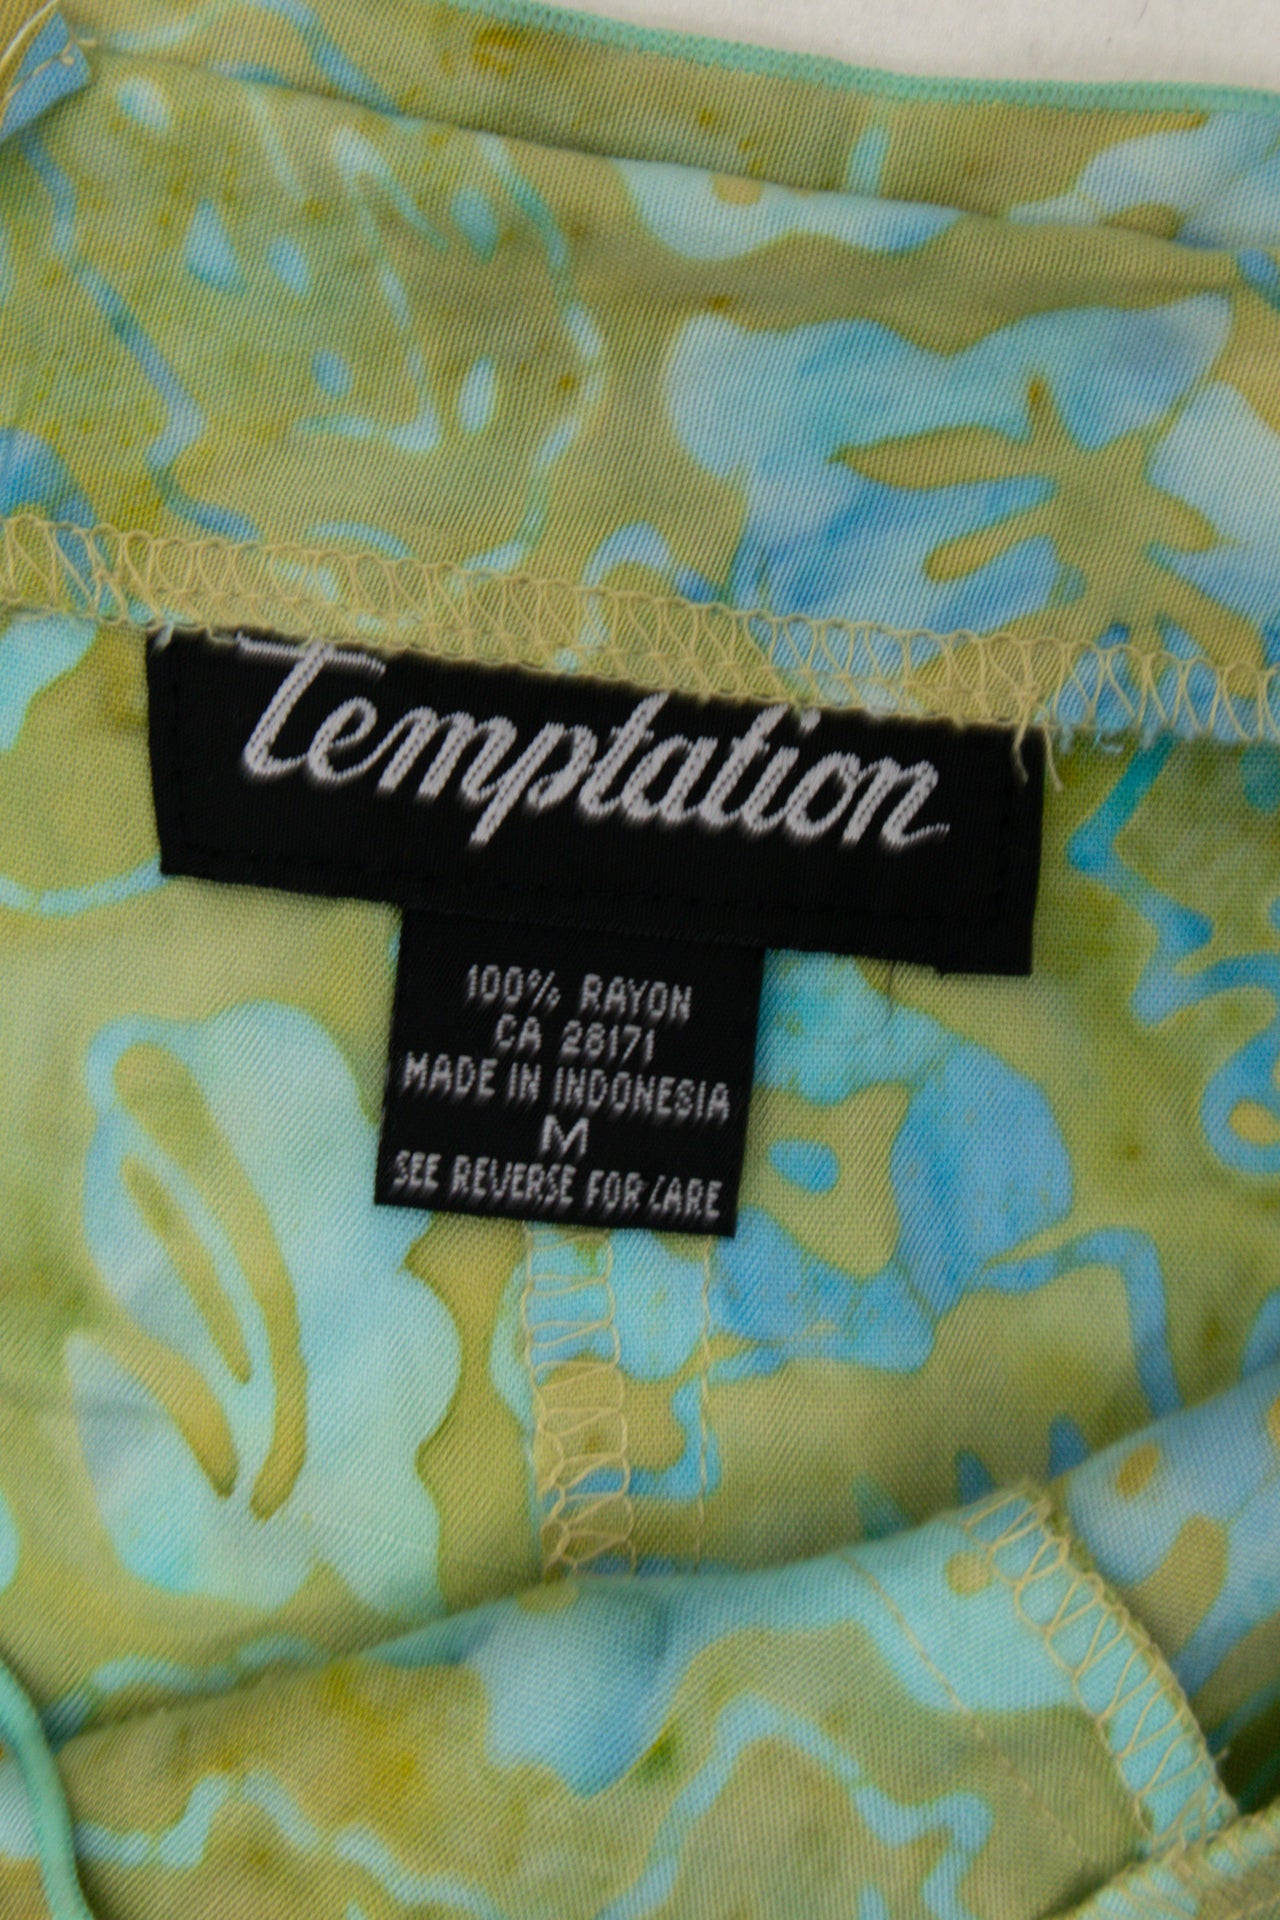 Temptation
100% RAYON
CA 28171
MADE IN INDONESIA
M
SEE REVERSE FOR CARE